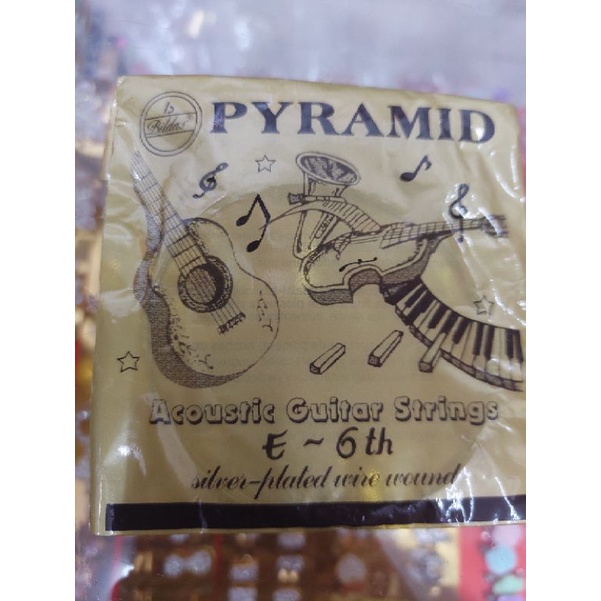 PYRAMID
Acoustic Guitar Strings
E ~ 6th
silver-plated wire wound